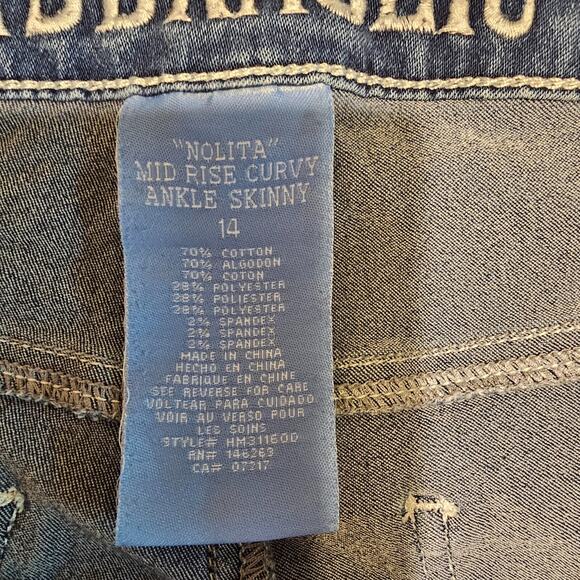 "NOLITA"
MID RISE CURVY
ANKLE SKINNY
14
70% COTTON
70% ALGODON
70% COTON
28% POLYESTER
28% POLIESTER
28% POLYESTER
2% SPANDEX
2% SPANDEX
2% SPANDEX
MADE IN CHINA
HECHO EN CHINA
FABRIQUE EN CHINE
SEE REVERSE FOR CARE
VOLTEAR PARA CUIDADO
VOIR AU VERSO POUR
LES SOINS
STYLE# HM31160D
RN# 146263
CA# 07217